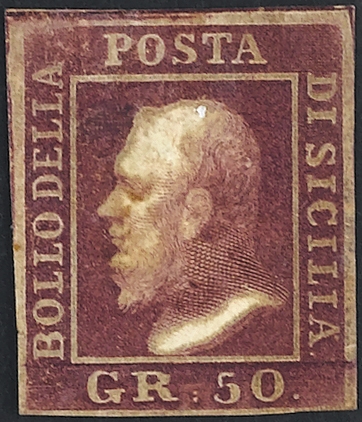 BOLLO DELLA
POSTA
DI SICILIA
GR. 50.